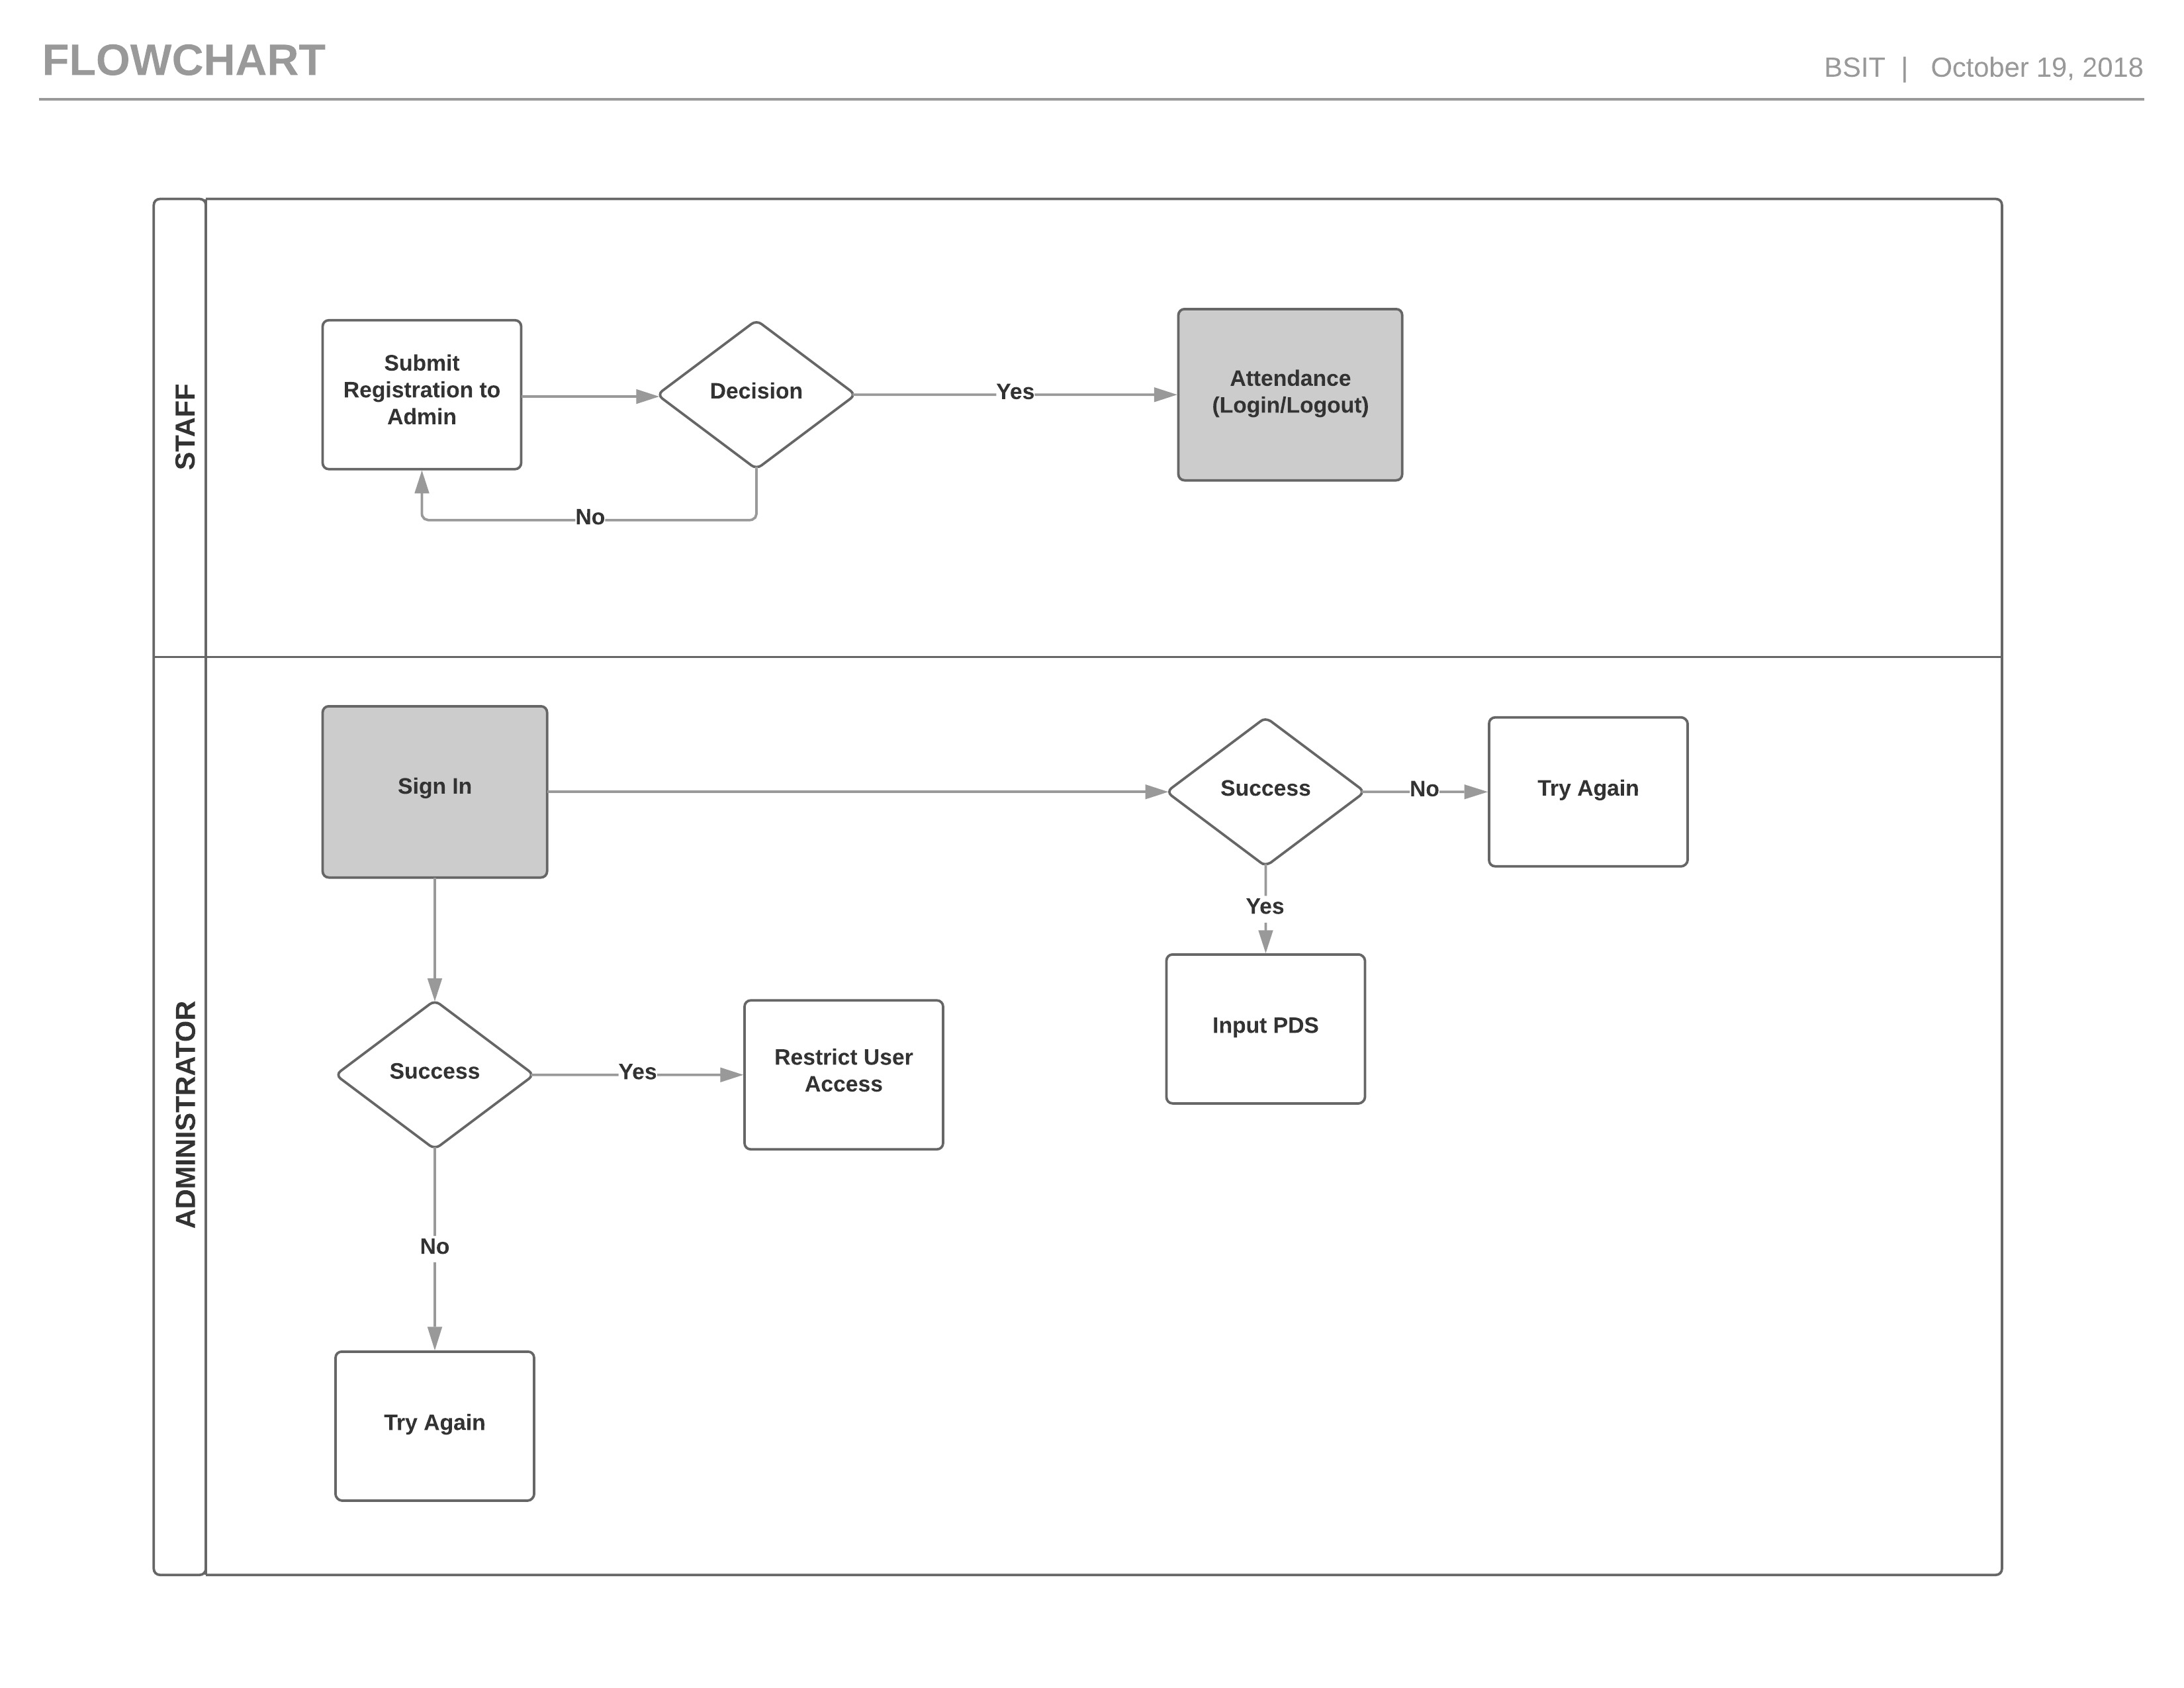 FLOWCHART
BSIT | October 19, 2018
STAFF
Submit
Registration to
Admin
Decision
Yes
Attendance
(Login/Logout)
No
ADMINISTRATOR
Sign In
Success
No
Try Again
Yes
Input PDS
Success
Yes
Restrict User
Access
No
Try Again